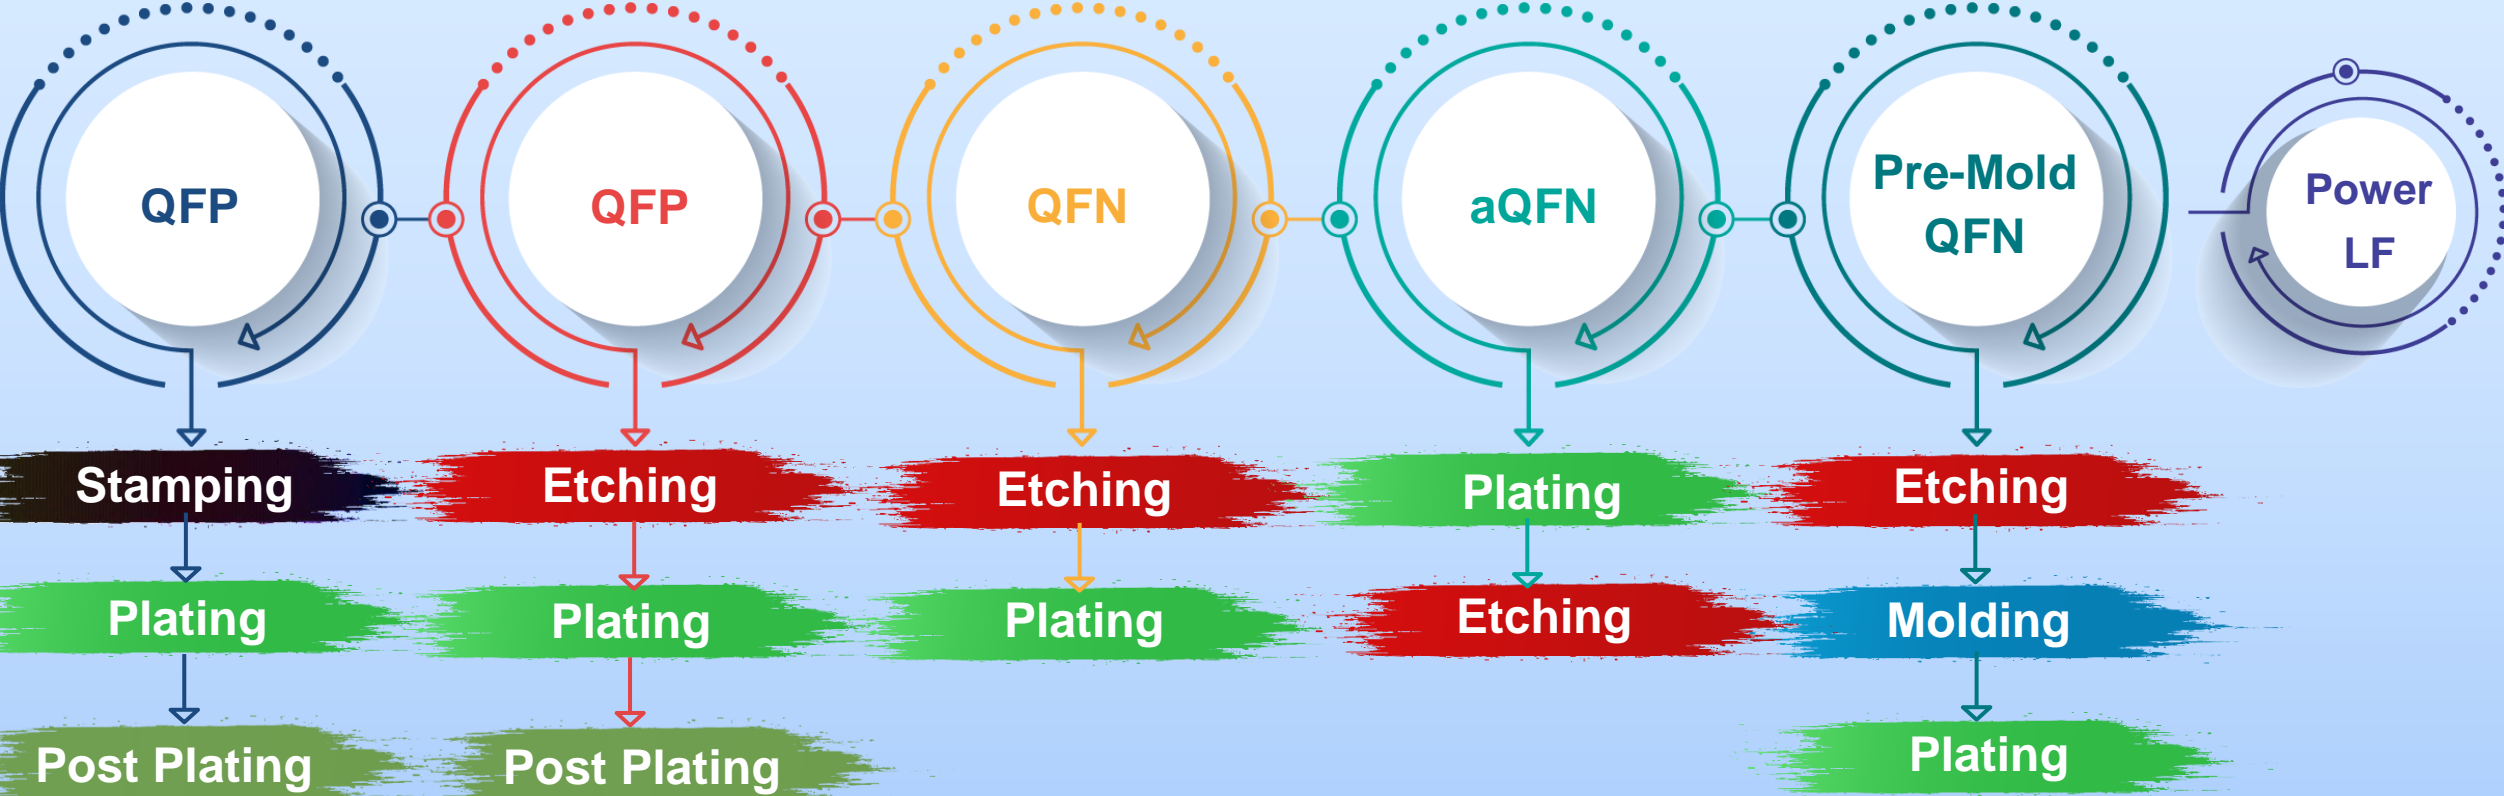 QFP
QFP
QFN
aQFN
Pre-Mold
QFN
Power
LF
Stamping
Etching
Etching
Plating
Etching
Plating
Plating
Plating
Etching
Molding
Post Plating
Post Plating
Plating